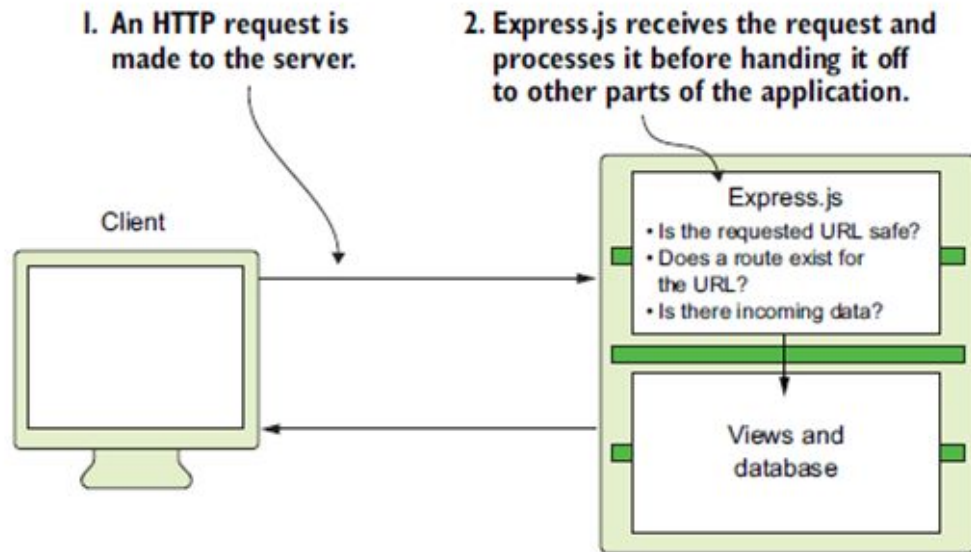 1. An HTTP request is
made to the server.
2. Express.js receives the request and
processes it before handing it off
to other parts of the application.
Client
Express.js
• Is the requested URL safe?
• Does a route exist for
the URL?
• Is there incoming data?
Views and
database